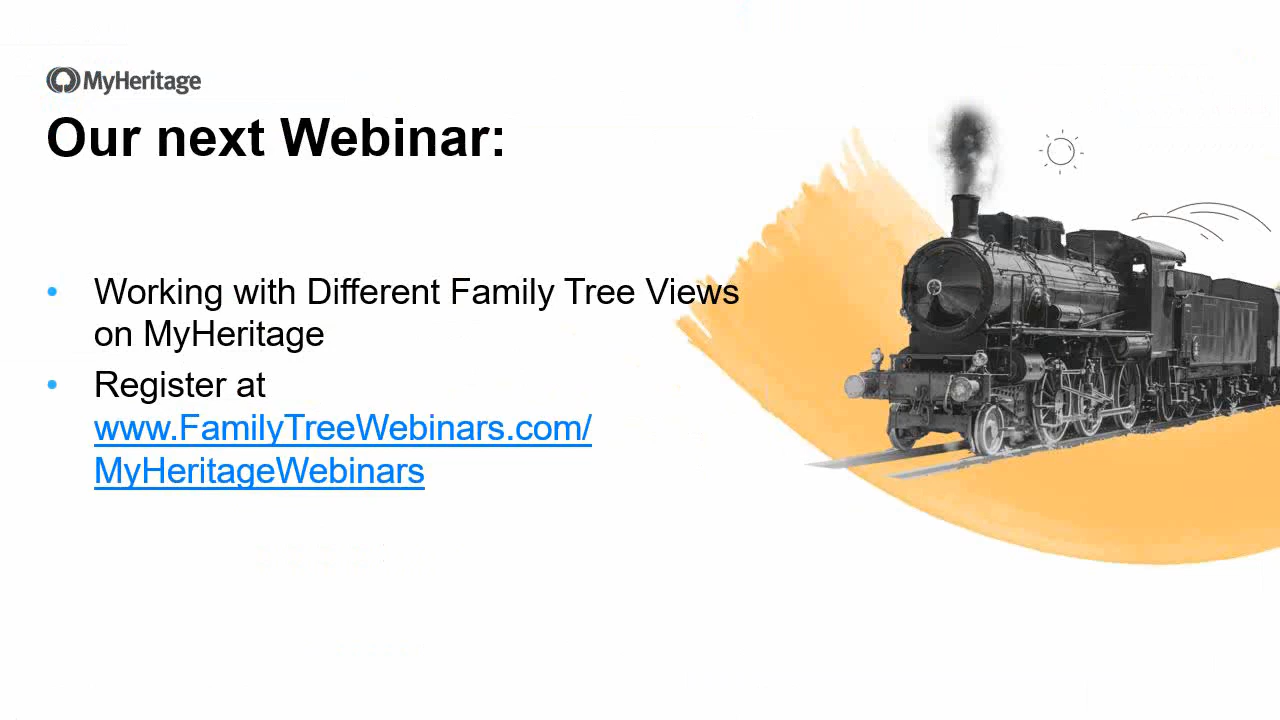 MyHeritage
Our next Webinar:
• Working with Different Family Tree Views
on MyHeritage
• Register at
www.FamilyTreeWebinars.com/
MyHeritageWebinars